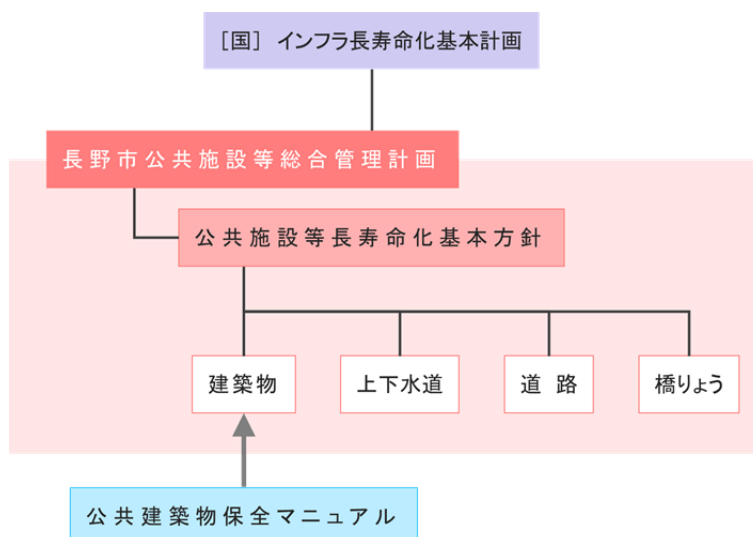 ［国］ インフラ長寿命化基本計画
長野市公共施設等総合管理計画
公共施設等長寿命化基本方針
建築物
上下水道
道 路
橋りょう
公共建築物保全マニュアル